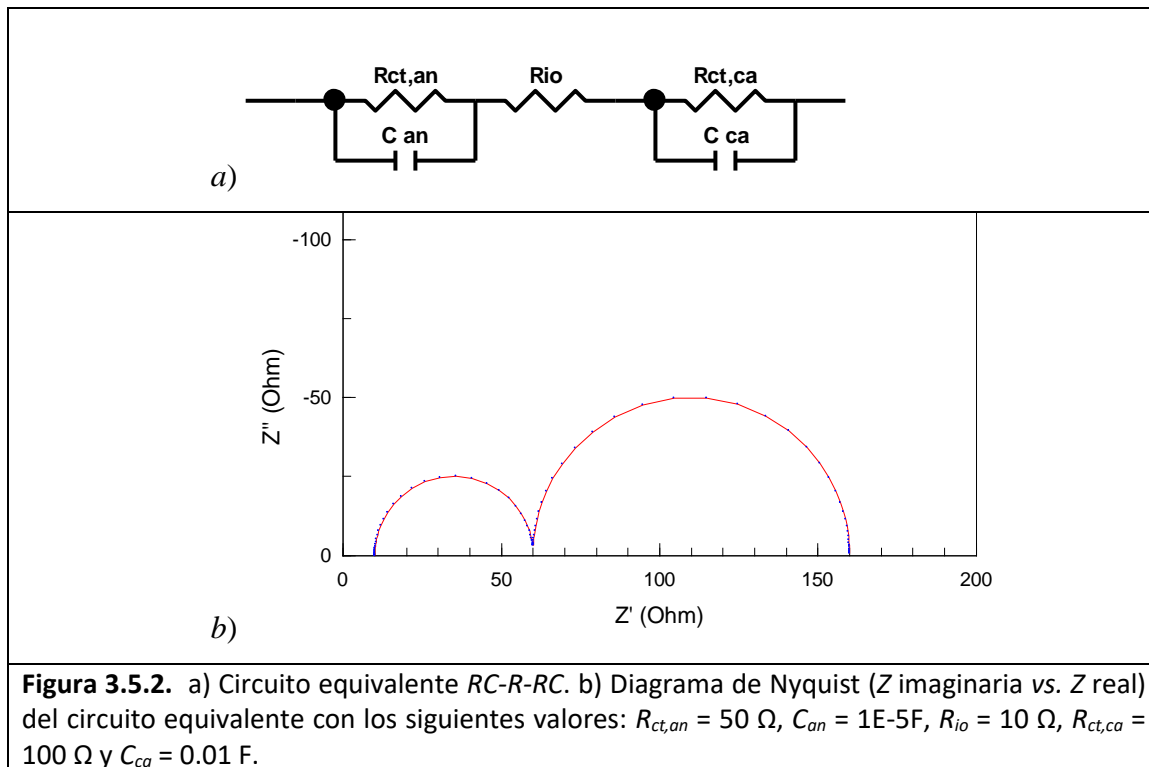 Rct,an Rio Rct,ca
C an C ca
a)
-100
-50
0
Z'' (Ohm)
0 50 100 150 200
Z' (Ohm)
b)
Figura 3.5.2. a) Circuito equivalente RC-R-RC. b) Diagrama de Nyquist (Z imaginaria vs. Z real)
del circuito equivalente con los siguientes valores: Rct,an = 50 Ω, Can = 1E-5F, Rio = 10 Ω, Rct,ca =
100 Ω y Cca = 0.01 F.